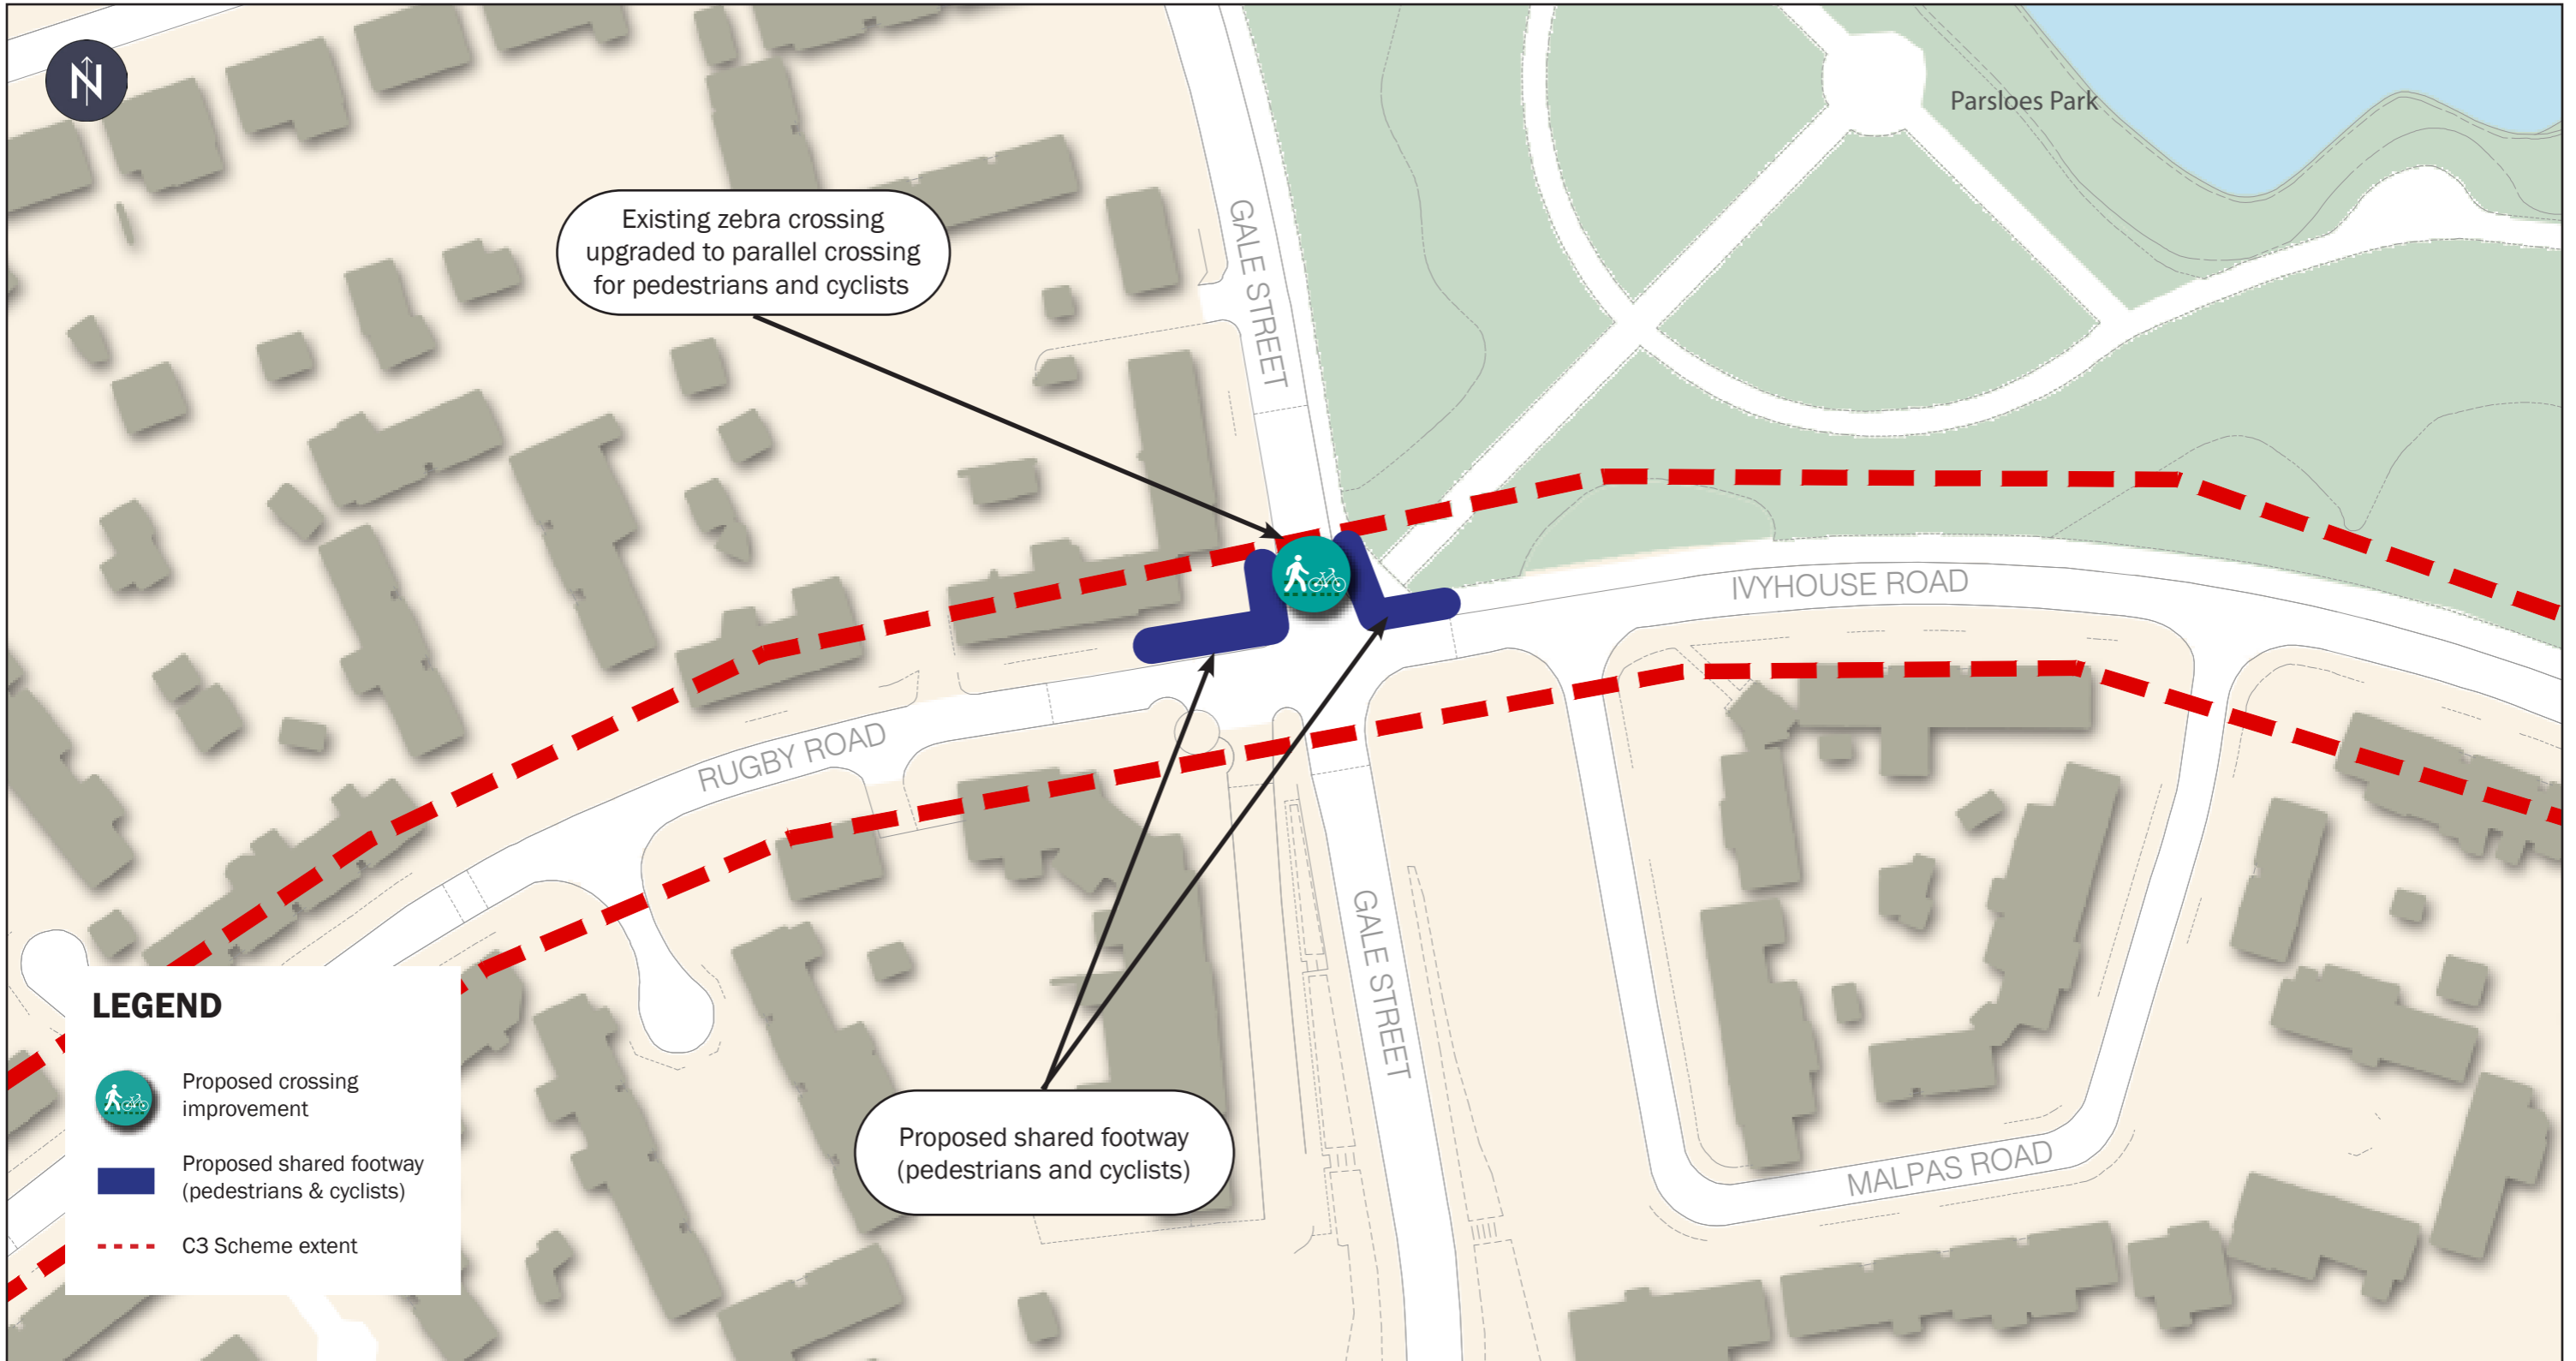 N
Parsloes Park
Existing zebra crossing
upgraded to parallel crossing
for pedestrians and cyclists
GALE STREET
IVYHOUSE ROAD
RUGBY ROAD
GALE STREET
MALPAS ROAD
Proposed shared footway
(pedestrians and cyclists)
LEGEND
Proposed crossing
improvement
Proposed shared footway
(pedestrians & cyclists)
C3 Scheme extent